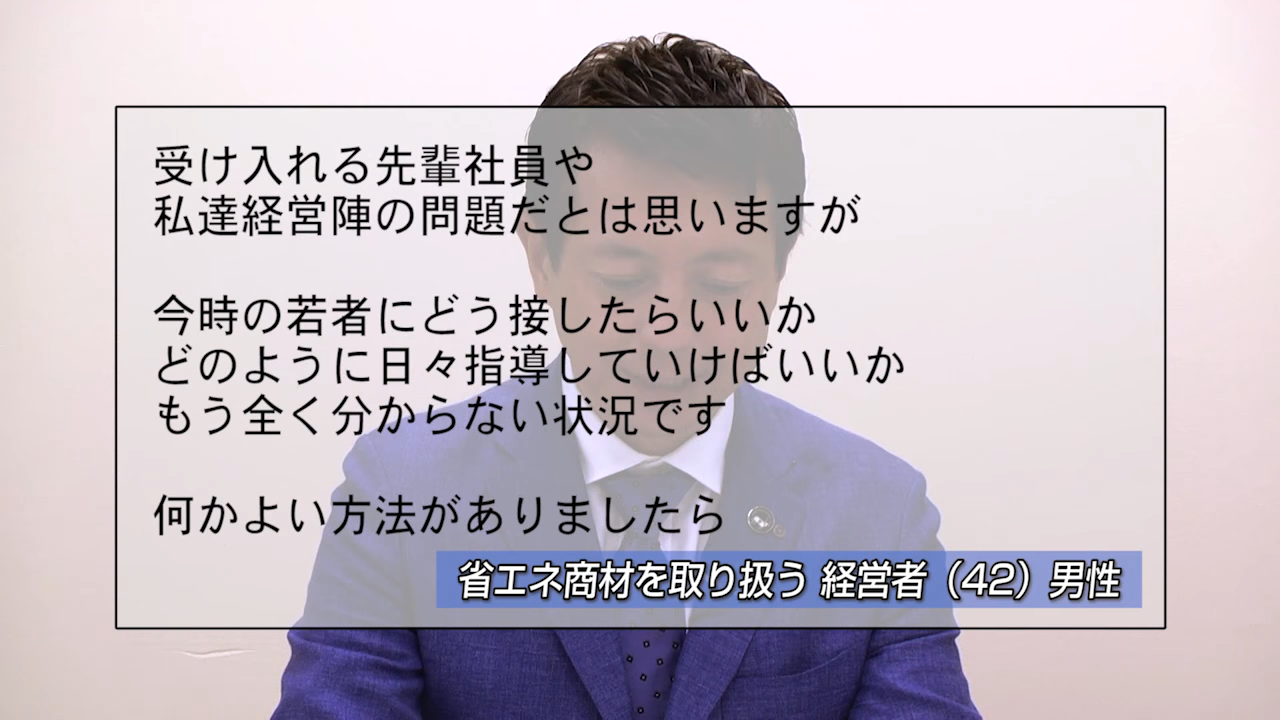 受け入れる先輩社員や
私達経営陣の問題だとは思いますが
今時の若者にどう接したらいいか
どのように日々指導していけばいいか
もう全く分からない状況です
何かよい方法がありましたら
省エネ商材を取り扱う 経営者（42）男性